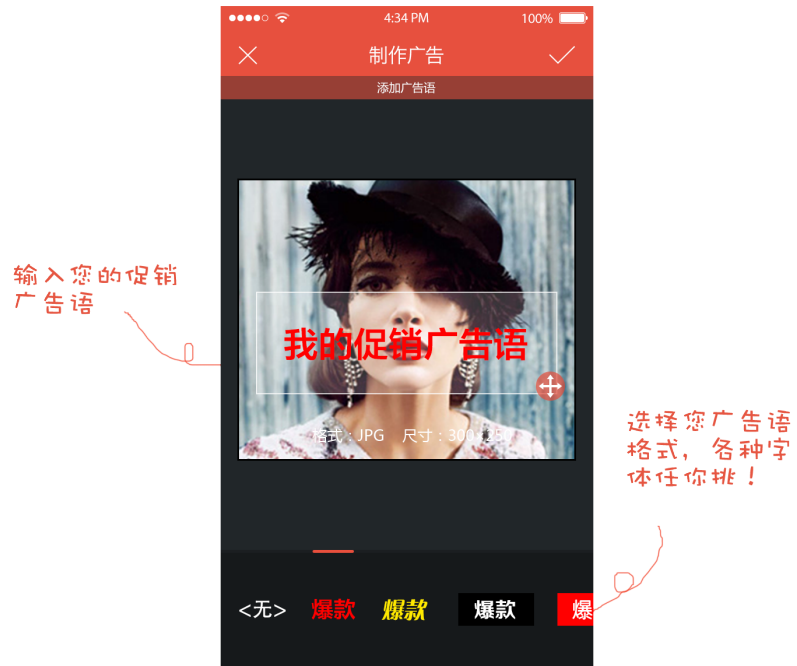 4:34 PM 100%
制作广告
添加广告语
输入您的促销
广告语
我的促销广告语
格式：JPG 尺寸：300×250
选择您广告语
格式，各种字
体任你挑！
<无> 爆款 爆款 爆款 爆